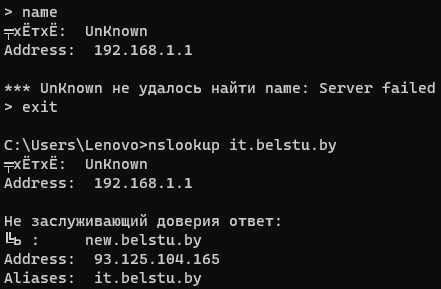 > name
╤хЁтхЁ:  UnKnown
Address:  192.168.1.1
*** UnKnown не удалось найти name: Server failed
> exit
C:\Users\Lenovo>nslookup it.belstu.by
╤хЁтхЁ:  UnKnown
Address:  192.168.1.1
Не заслуживающий доверия ответ:
╚ь :     new.belstu.by
Address:  93.125.104.165
Aliases:  it.belstu.by